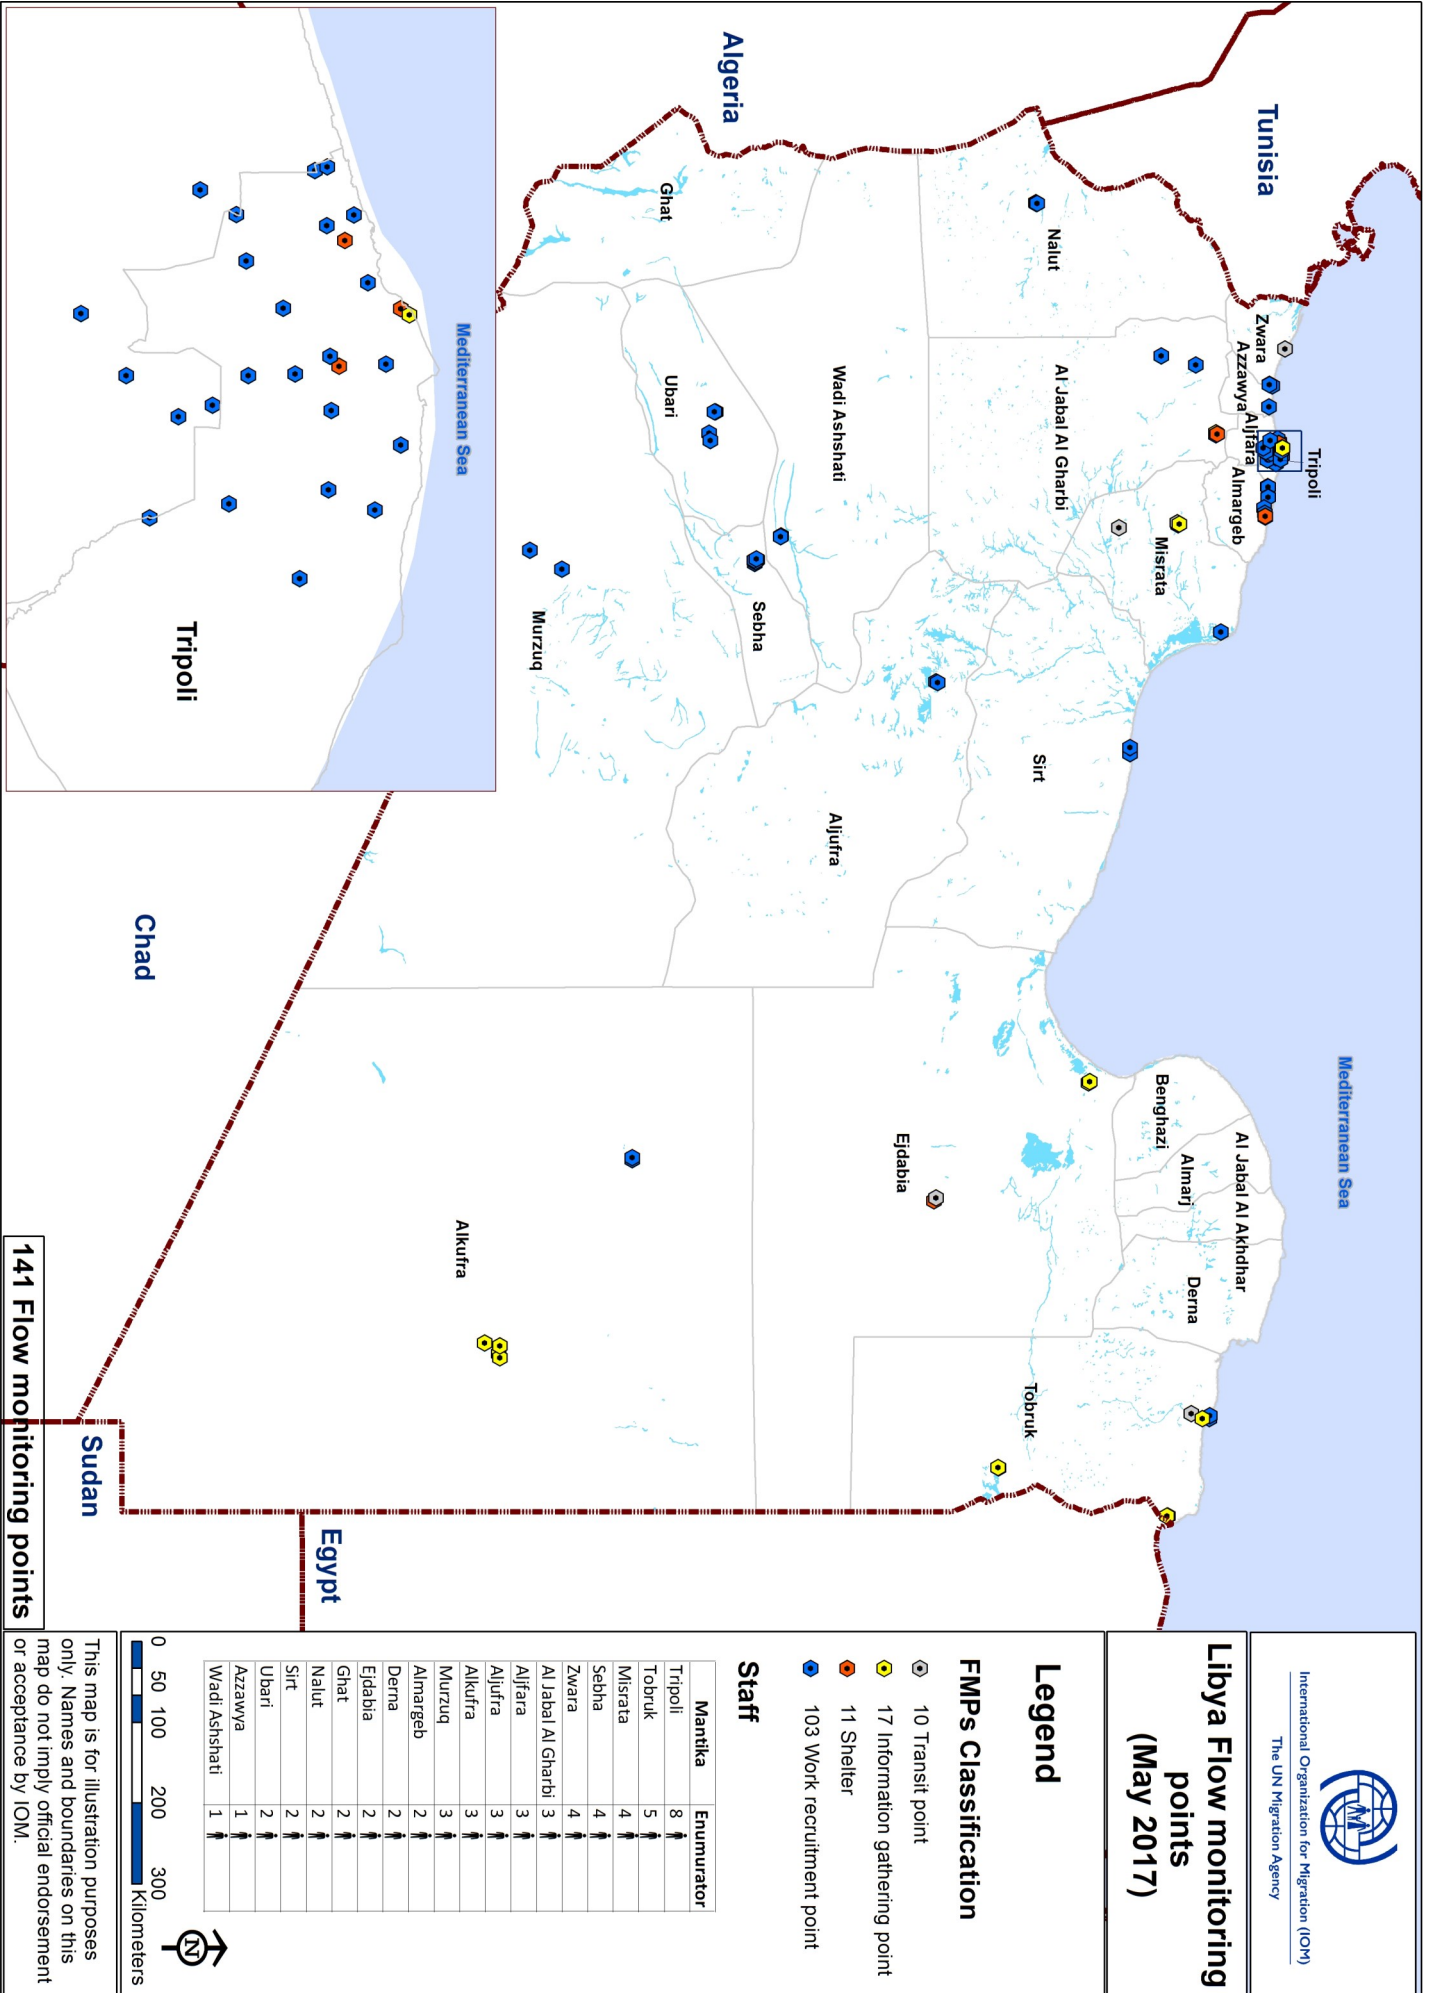 Tunisia
Algeria
Mediterranean Sea
Nalut
Zwara
Azzawya
Aljfara
Tripoli
Almargeb
Misrata
Al Jabal Al Gharbi
Ghat
Wadi Ashshati
Ubari
Sebha
Murzuq
Sirt
Aljufra
Benghazi
Almarj
Al Jabal Al Akhdhar
Derna
Ejdabia
Tobruk
Alkufra
Chad
Sudan
Egypt
Mediterranean Sea
Tripoli
141 Flow monitoring points
International Organization for Migration (IOM)
The UN Migration Agency
Libya Flow monitoring
points
(May 2017)
Legend
FMPs Classification
10 Transit point
17 Information gathering point
11 Shelter
103 Work recruitment point
Staff
Mantika Enumurator
Tripoli 8
Tobruk 5
Misrata 4
Sebha 4
Zwara 4
Al Jabal Al Gharbi 3
Aljfara 3
Aljufra 3
Alkufra 3
Murzuq 3
Almargeb 2
Derna 2
Ejdabia 2
Ghat 2
Nalut 2
Sirt 2
Ubari 2
Azzawya 1
Wadi Ashshati 1
N
0 50 100 200 300
Kilometers
This map is for illustration purposes
only. Names and boundaries on this
map do not imply official endorsement
or acceptance by IOM.